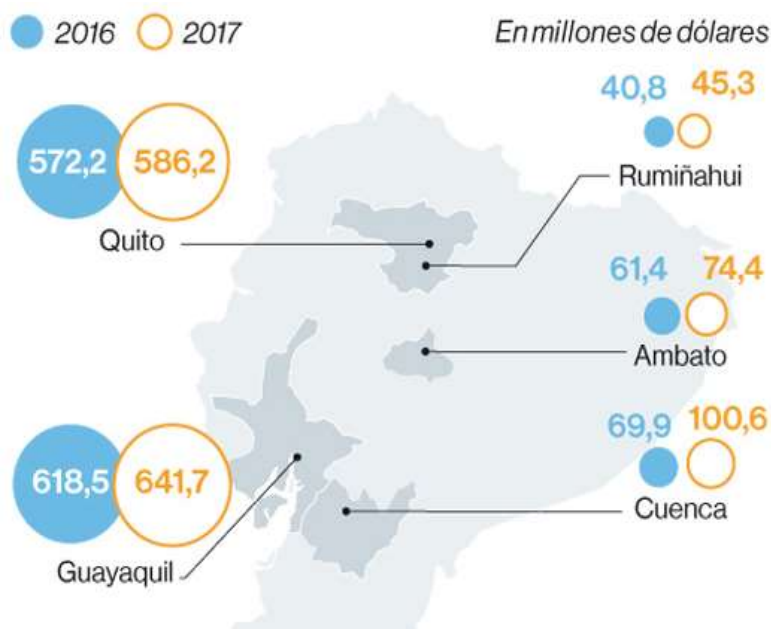 2016 2017
En millones de dólares
572,2 586,2
Quito
40,8 45,3
Rumiñahui
61,4 74,4
Ambato
69,9 100,6
Cuenca
618,5 641,7
Guayaquil